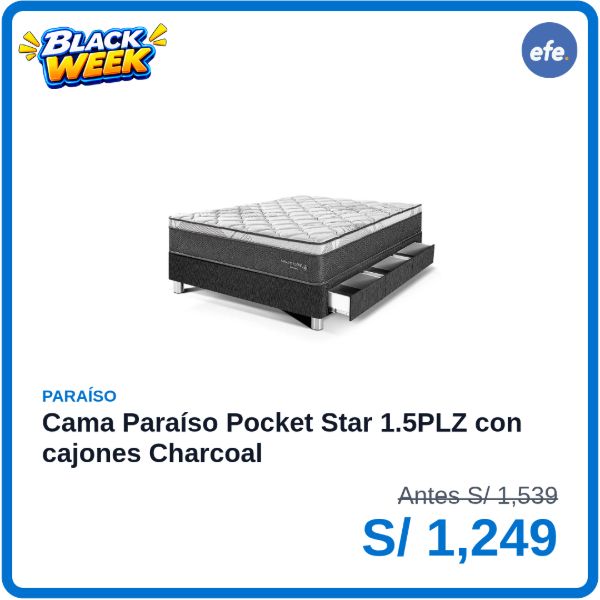 BLACK
WEEK
efe.
PARAÍSO
Cama Paraíso Pocket Star 1.5PLZ con
cajones Charcoal
Antes S/ 1,539
S/ 1,249